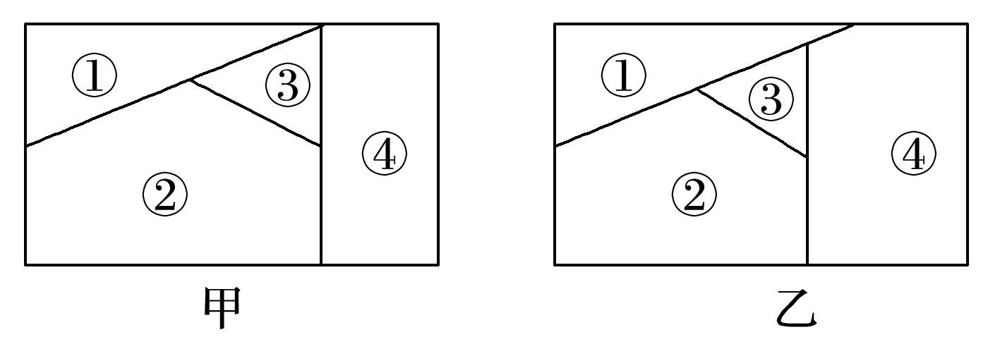 ① ③ ④ ②
甲
① ③ ④ ②
乙